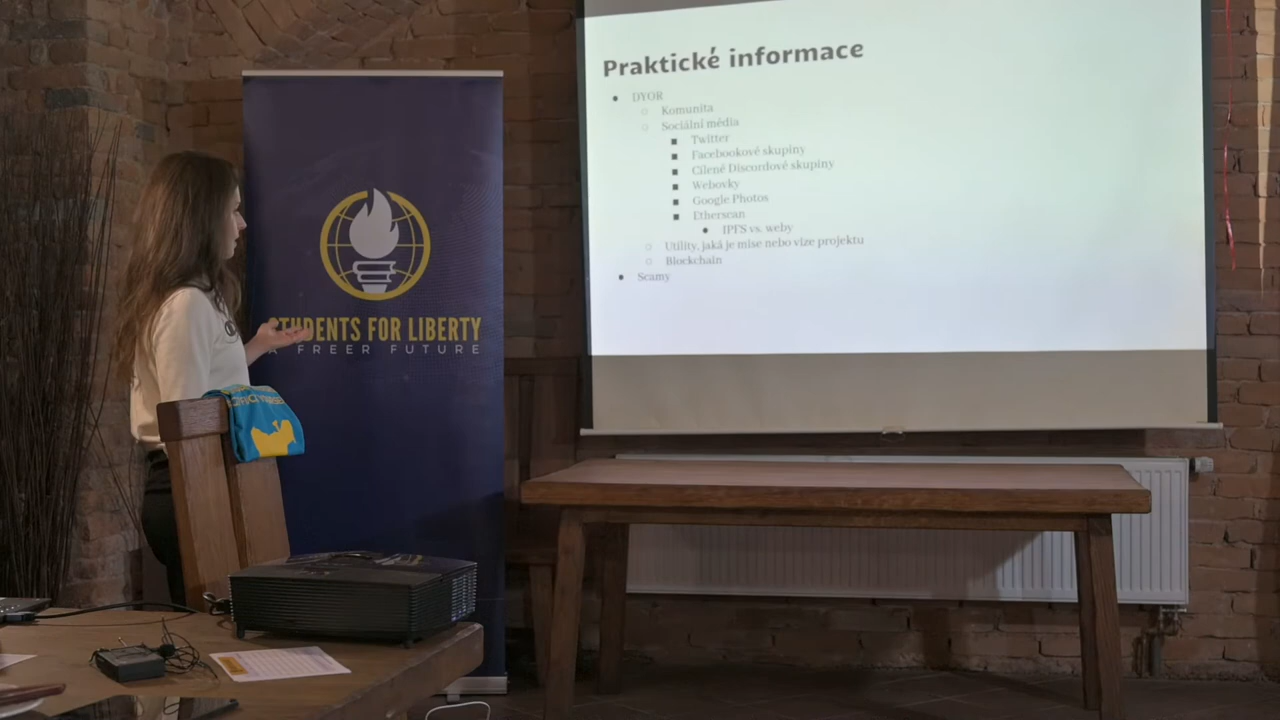 Praktické informace
DYOR
Komunita
Sociální média
Twitter
Facebookové skupiny
Cílené Discordové skupiny
Webovky
Google Photos
Etherscan
IPFS vs. weby
Utility, jaká je mise nebo vize projektu
Blockchain
Scamy
STUDENTS FOR LIBERTY
A FREER FUTURE